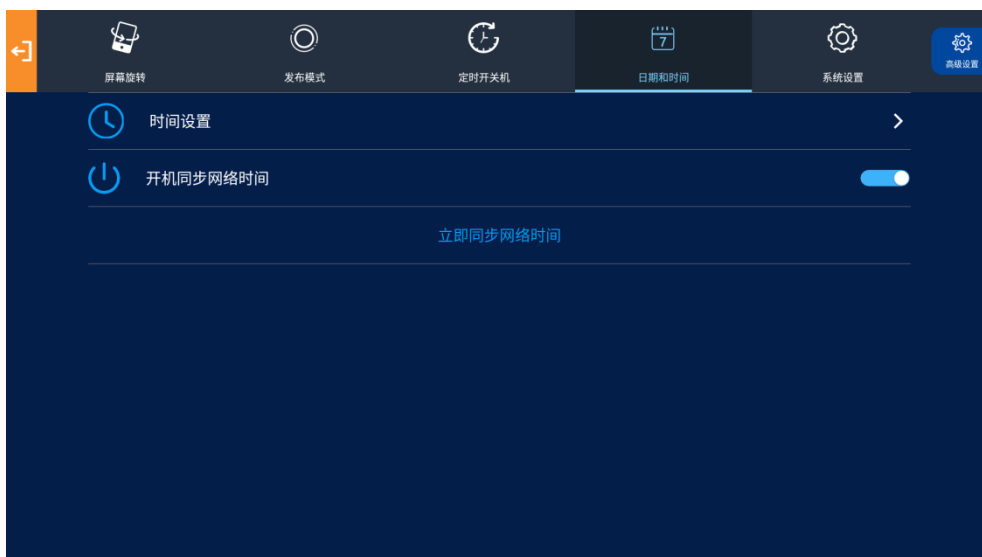 屏幕旋转
发布模式
定时开关机
7
日期和时间
系统设置
高级设置
时间设置
开机同步网络时间
立即同步网络时间